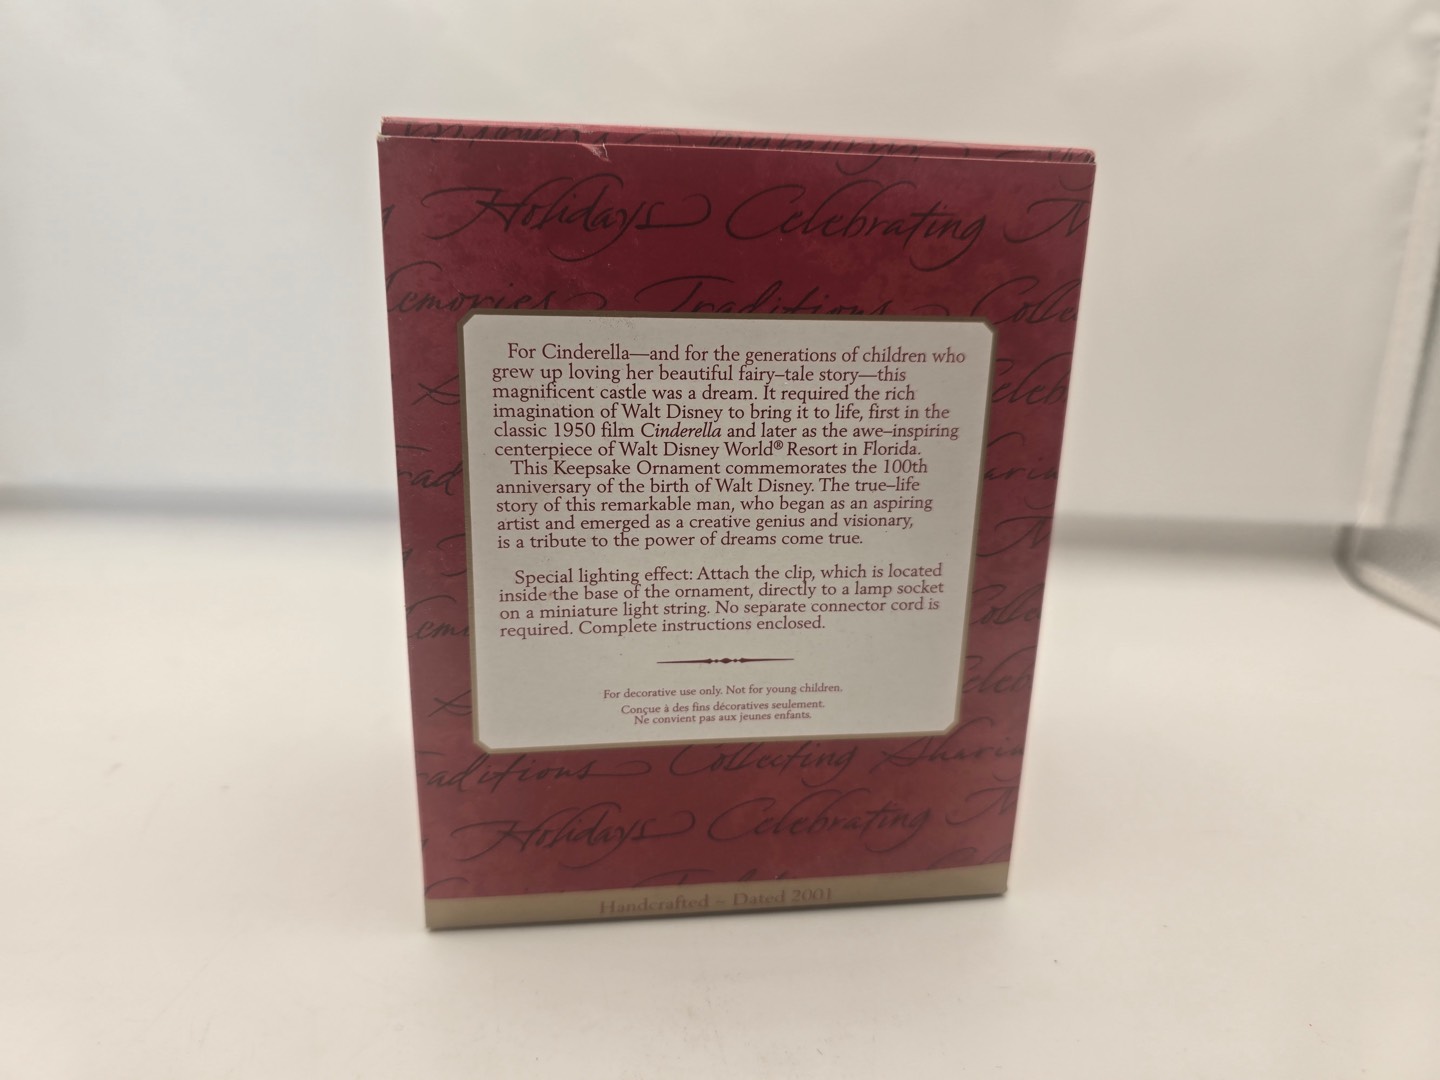 Holidays Celebrating
emories Traditions Colle
Celeb
For Cinderella—and for the generations of children who
grew up loving her beautiful fairy–tale story—this
magnificent castle was a dream. It required the rich
imagination of Walt Disney to bring it to life, first in the
classic 1950 film Cinderella and later as the awe–inspiring
centerpiece of Walt Disney World® Resort in Florida.
This Keepsake Ornament commemorates the 100th
anniversary of the birth of Walt Disney. The true–life
story of this remarkable man, who began as an aspiring
artist and emerged as a creative genius and visionary,
is a tribute to the power of dreams come true.
Special lighting effect: Attach the clip, which is located
inside the base of the ornament, directly to a lamp socket
on a miniature light string. No separate connector cord is
required. Complete instructions enclosed.
For decorative use only. Not for young children.
Conçue à des fins décoratives seulement.
Ne convient pas aux jeunes enfants.
raditions Collecting Sharin
Holidays Celebrating M
Handcrafted – Dated 2001